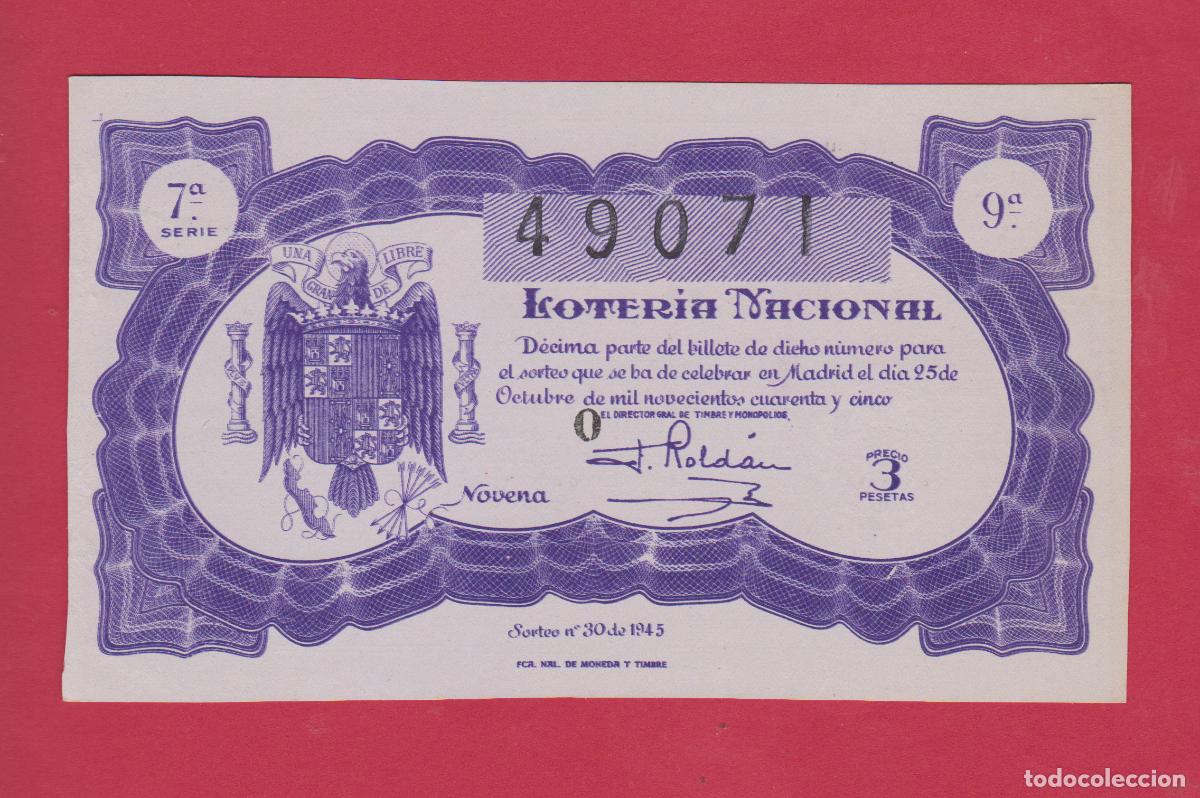 7ª
SERIE
9ª
49071
UNA GRANDE LIBRE
LOTERÍA NACIONAL
Décima parte del billete de dicho número para
el sorteo que se ha de celebrar en Madrid el día 25 de
Octubre de mil novecientos cuarenta y cinco
EL DIRECTOR GRAL DE TIMBRE Y MONOPOLIOS,
O
F. Roldán
PRECIO
3
PESETAS
Novena
Sorteo nº 30 de 1945
FCA. NAL. DE MONEDA Y TIMBRE
todocoleccion